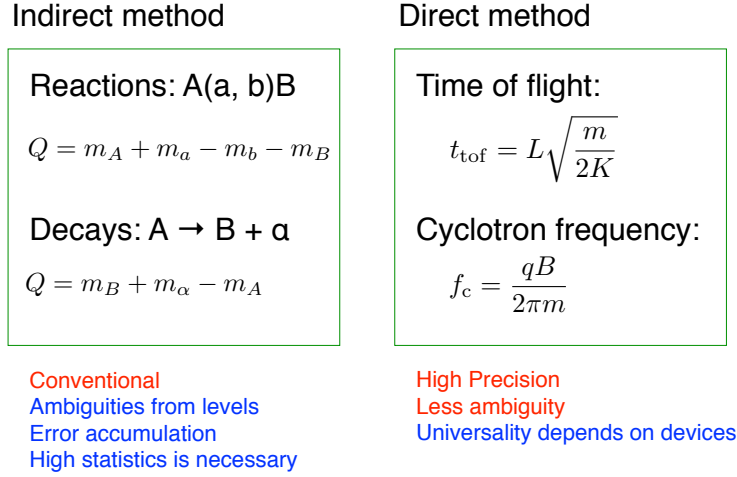 Indirect method
Reactions: A(a, b)B
Q = m_A + m_a − m_b − m_B
Decays: A → B + α
Q = m_B + m_α − m_A
Conventional
Ambiguities from levels
Error accumulation
High statistics is necessary
Direct method
Time of flight:
t_tof = L√(m/2K)
Cyclotron frequency:
f_c = qB/2πm
High Precision
Less ambiguity
Universality depends on devices